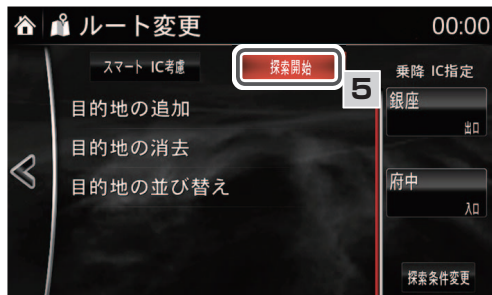 ルート変更
00:00
スマート IC考慮
探索開始
5
乗降 IC指定
目的地の追加
銀座
出口
目的地の消去
目的地の並び替え
府中
入口
探索条件変更